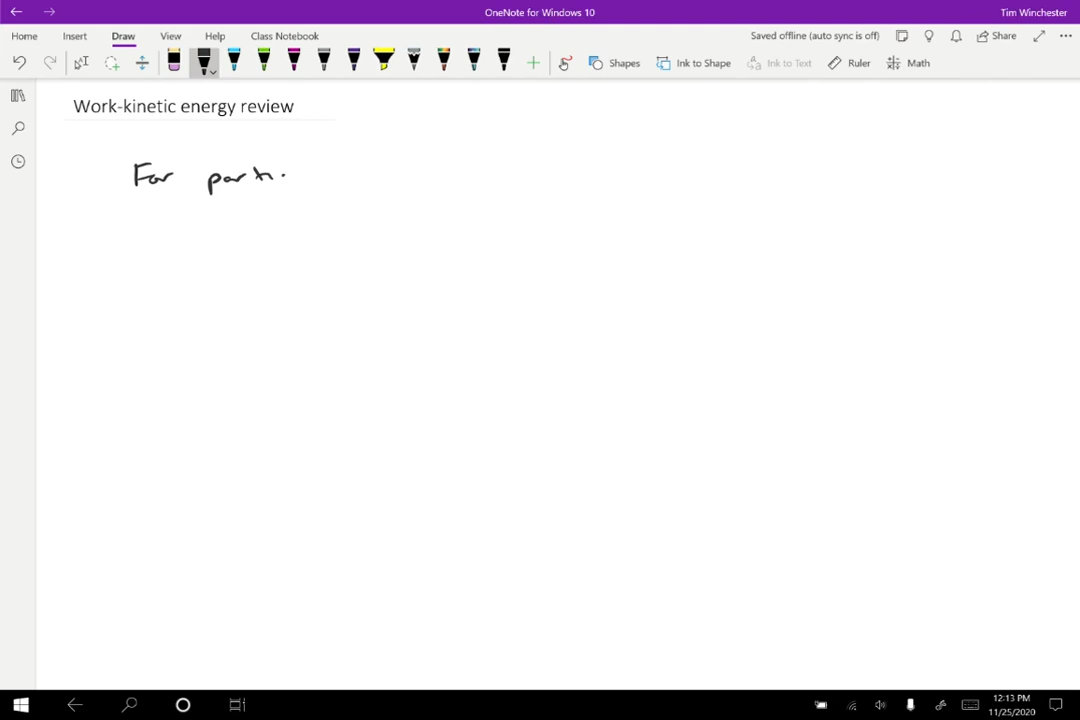 OneNote for Windows 10
Tim Winchester
Home Insert Draw View Help Class Notebook
Saved offline (auto sync is off) Share
Shapes Ink to Shape Ink to Text Ruler Math
Work-kinetic energy review
For parti
12:13 PM
11/25/2020